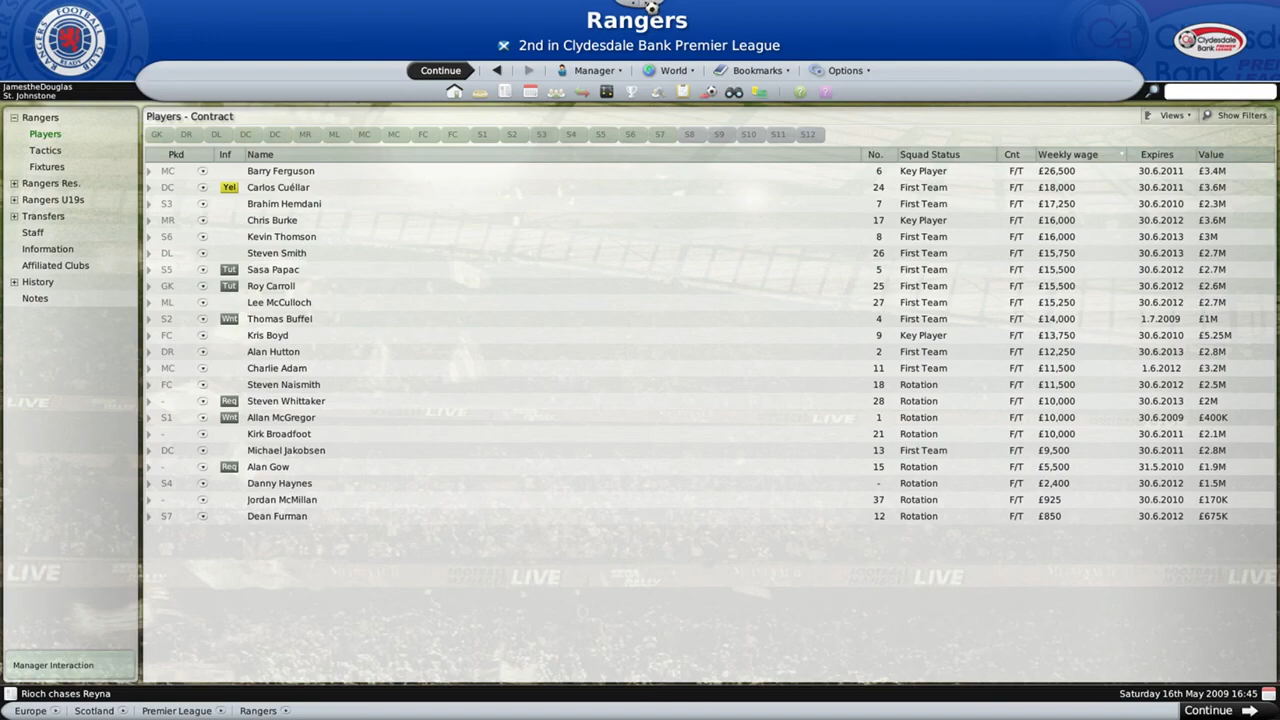 Rangers
2nd in Clydesdale Bank Premier League
RANGERS FOOTBALL CLUB
READY
Clydesdale Bank
Continue
Manager
World
Bookmarks
Options
JamestheDouglas
St. Johnstone
Rangers
Players
Tactics
Fixtures
Rangers Res.
Rangers U19s
Transfers
Staff
Information
Affiliated Clubs
History
Notes
Manager Interaction
Players - Contract
Views
Show Filters
GK DR DL DC DC MR ML MC MC FC FC S1 S2 S3 S4 S5 S6 S7 S8 S9 S10 S11 S12
Pkd Inf Name No. Squad Status Cnt Weekly wage Expires Value
MC Barry Ferguson 6 Key Player F/T £26,500 30.6.2011 £3.4M
DC Yel Carlos Cuéllar 24 First Team F/T £18,000 30.6.2011 £3.6M
S3 Brahim Hemdani 7 First Team F/T £17,250 30.6.2010 £2.3M
MR Chris Burke 17 Key Player F/T £16,000 30.6.2012 £3.6M
S6 Kevin Thomson 8 First Team F/T £16,000 30.6.2013 £3M
DL Steven Smith 26 First Team F/T £15,750 30.6.2013 £2.7M
S5 Tut Sasa Papac 5 First Team F/T £15,500 30.6.2012 £2.7M
GK Tut Roy Carroll 25 First Team F/T £15,500 30.6.2011 £2.6M
ML Lee McCulloch 27 First Team F/T £15,250 30.6.2011 £2.7M
S2 Wnt Thomas Buffel 4 First Team F/T £14,000 1.7.2009 £1M
FC Kris Boyd 9 Key Player F/T £13,750 30.6.2010 £5.25M
DR Alan Hutton 2 First Team F/T £12,250 30.6.2013 £2.8M
MC Charlie Adam 11 First Team F/T £11,500 1.6.2012 £3.2M
FC Steven Naismith 18 Rotation F/T £11,500 30.6.2012 £2.5M
- Req Steven Whittaker 28 Rotation F/T £10,000 30.6.2013 £2M
S1 Wnt Allan McGregor 1 Rotation F/T £10,000 30.6.2009 £400K
- Kirk Broadfoot 21 Rotation F/T £10,000 30.6.2011 £2.1M
DC Michael Jakobsen 13 First Team F/T £9,500 30.6.2011 £2.8M
- Req Alan Gow 15 Rotation F/T £5,500 31.5.2010 £1.9M
S4 Danny Haynes - Rotation F/T £2,400 30.6.2012 £1.5M
- Jordan McMillan 37 Rotation F/T £925 30.6.2010 £170K
S7 Dean Furman 12 Rotation F/T £850 30.6.2012 £675K
LIVE LIVE LIVE
LIVE LIVE LIVE LIVE
Rioch chases Reyna
Saturday 16th May 2009 16:45
Europe Scotland Premier League Rangers
Continue